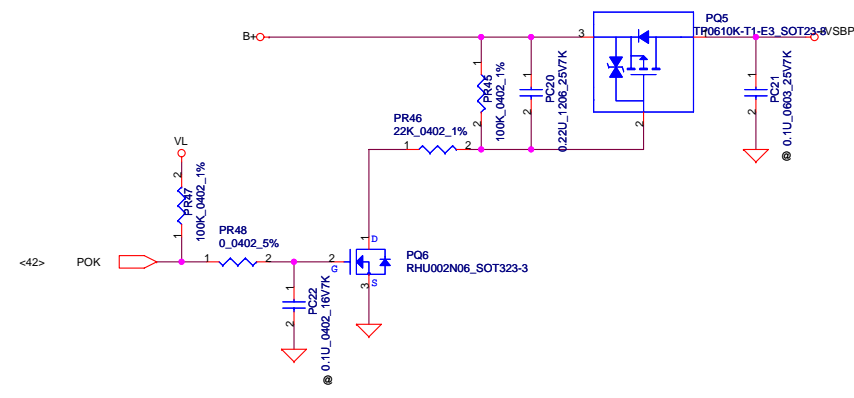 PQ5
TP0610K-T1-E3_SOT23-3
B+
3
1
+VSBP
1
PR45
100K_0402_1%
2
1
PC20
0.22U_1206_25V7K
2
1
PC21
@ 0.1U_0603_25V7K
2
2
PR46
22K_0402_1%
1
2
VL
2
PR47
100K_0402_1%
1
PR48
0_0402_5%
<42>
POK
1
2
2
G
1
D
PQ6
RHU002N06_SOT323-3
3
S
1
PC22
@ 0.1U_0402_16V7K
2